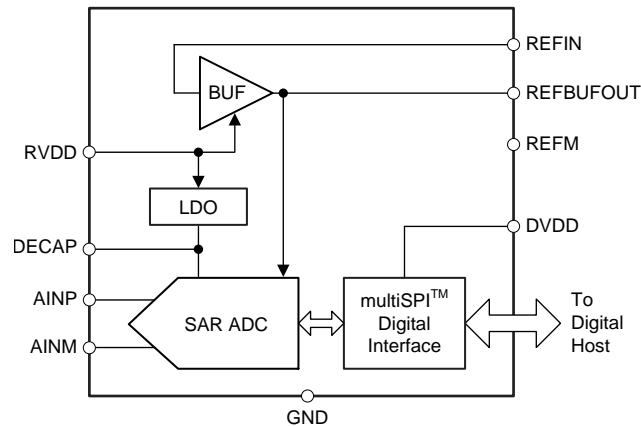 REFIN
BUF
REFBUFOUT
RVDD
REFM
LDO
DECAP
DVDD
AINP
SAR ADC
multiSPI™
Digital
Interface
To
Digital
Host
AINM
GND